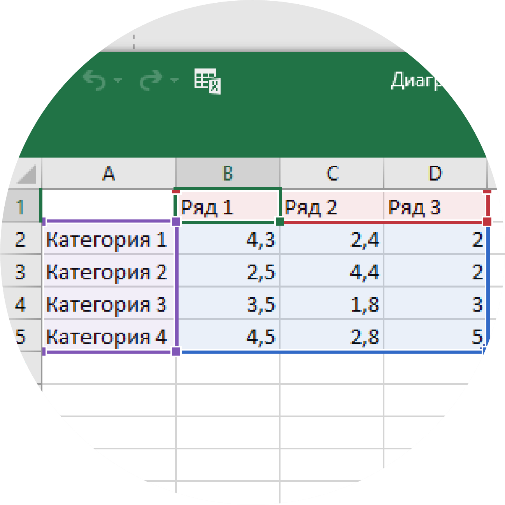 Диагр
A B C D
1 Ряд 1 Ряд 2 Ряд 3
2 Категория 1 4,3 2,4 2
3 Категория 2 2,5 4,4 2
4 Категория 3 3,5 1,8 3
5 Категория 4 4,5 2,8 5